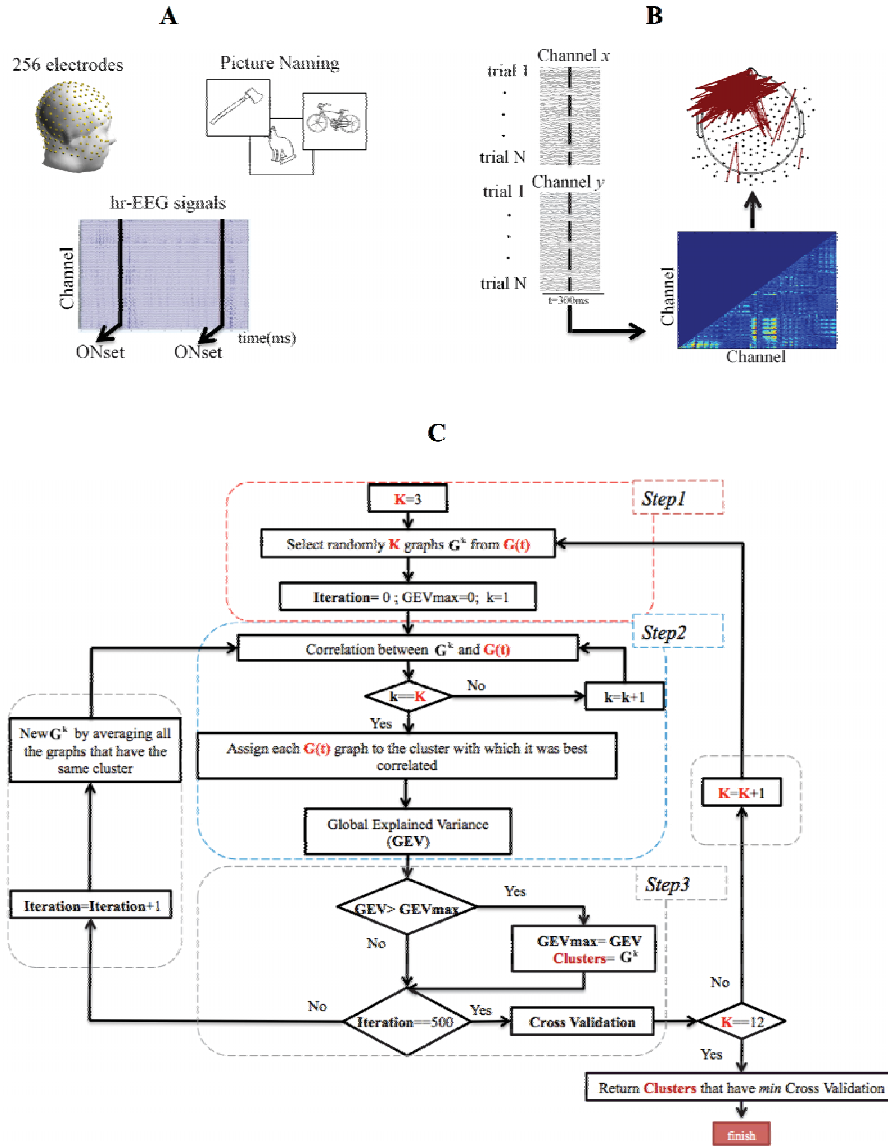 A
256 electrodes
Picture Naming
hr-EEG signals
Channel
time(ms)
ONset
ONset
B
Channel x
trial 1
trial N
Channel y
trial 1
trial N
t=300ms
Channel
Channel
C
Step1
K=3
Select randomly K graphs Gᵏ from G(t)
Iteration= 0 ; GEVmax=0; k=1
Step2
Correlation between Gᵏ and G(t)
k==K
No
k=k+1
Yes
Assign each G(t) graph to the cluster with which it was best
correlated
Global Explained Variance
(GEV)
New Gᵏ by averaging all
the graphs that have the
same cluster
Iteration=Iteration+1
K=K+1
Step3
GEV> GEVmax
Yes
GEVmax= GEV
Clusters= Gᵏ
No
No
Iteration==500
Yes
Cross Validation
No
K==12
Yes
Return Clusters that have min Cross Validation
finish